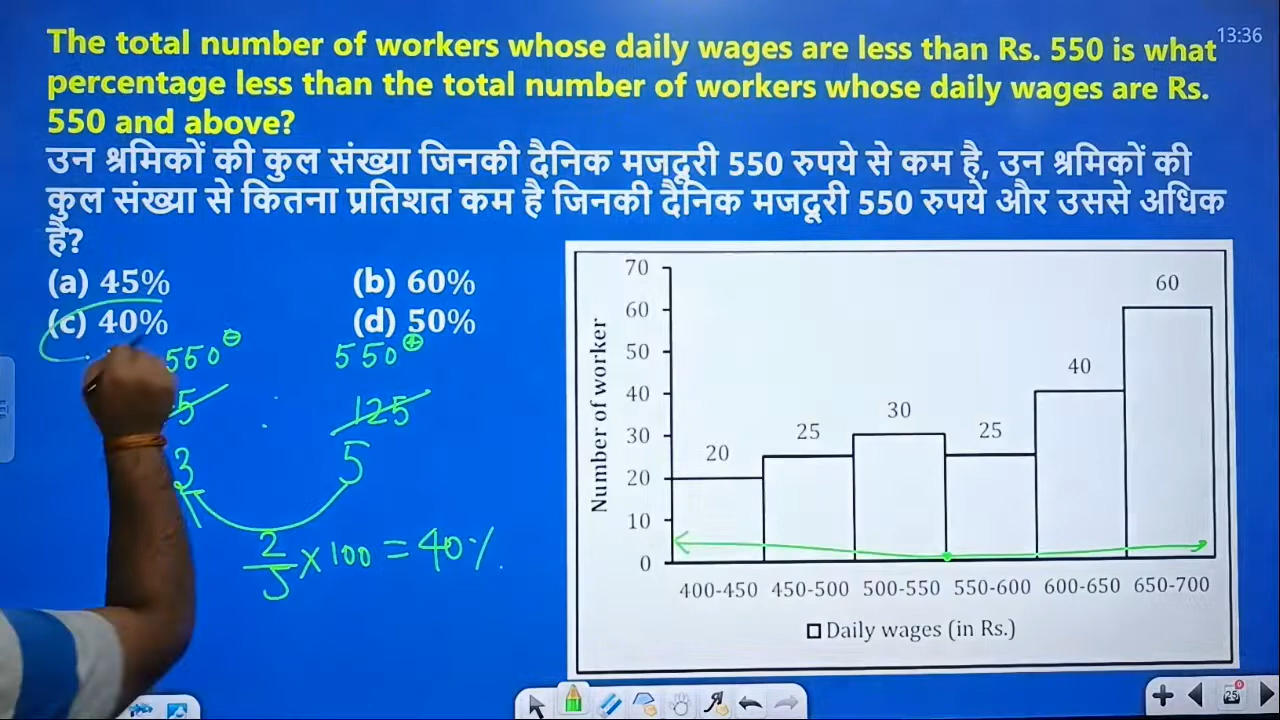 13:36
The total number of workers whose daily wages are less than Rs. 550 is what
percentage less than the total number of workers whose daily wages are Rs.
550 and above?
उन श्रमिकों की कुल संख्या जिनकी दैनिक मजदूरी 550 रुपये से कम है, उन श्रमिकों की
कुल संख्या से कितना प्रतिशत कम है जिनकी दैनिक मजदूरी 550 रुपये और उससे अधिक
है?
(a) 45% (b) 60%
(c) 40% (d) 50%
550⊖ 550⊕
5 125
3 5
2/5 × 100 = 40%
Number of worker
70
60
50
40
30
20
10
0
20 25 30 25 40 60
400-450 450-500 500-550 550-600 600-650 650-700
Daily wages (in Rs.)
25